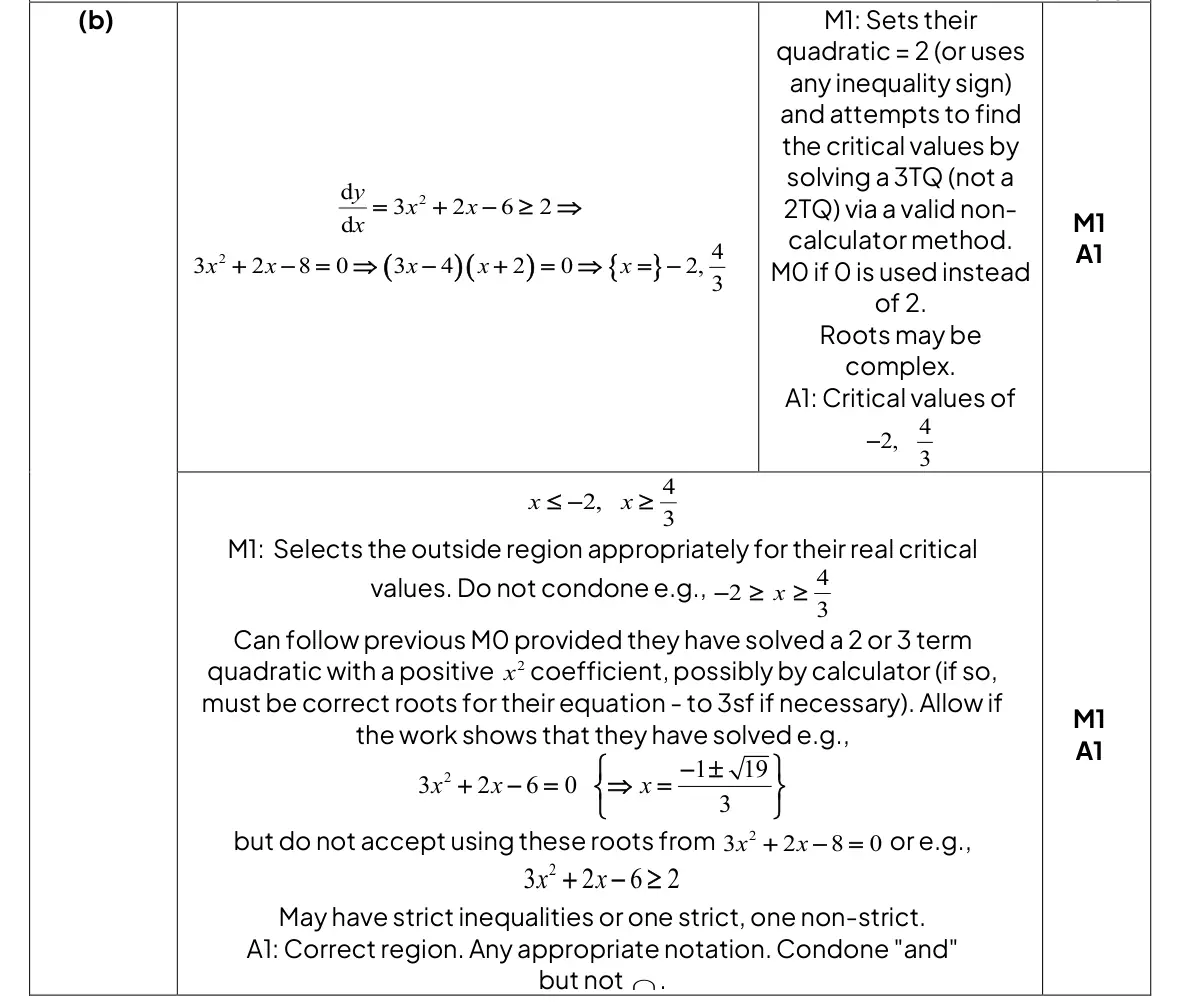 (b)
dy/dx = 3x² + 2x − 6 ≥ 2 ⇒
3x² + 2x − 8 = 0 ⇒ (3x − 4)(x + 2) = 0 ⇒ {x =} − 2, 4/3
M1: Sets their
quadratic = 2 (or uses
any inequality sign)
and attempts to find
the critical values by
solving a 3TQ (not a
2TQ) via a valid non-
calculator method.
M0 if 0 is used instead
of 2.
Roots may be
complex.
A1: Critical values of
−2, 4/3
M1
A1
x ≤ −2, x ≥ 4/3
M1: Selects the outside region appropriately for their real critical
values. Do not condone e.g., −2 ≥ x ≥ 4/3
Can follow previous M0 provided they have solved a 2 or 3 term
quadratic with a positive x² coefficient, possibly by calculator (if so,
must be correct roots for their equation - to 3sf if necessary). Allow if
the work shows that they have solved e.g.,
3x² + 2x − 6 = 0 {⇒ x = (−1 ± √19)/3}
but do not accept using these roots from 3x² + 2x − 8 = 0 or e.g.,
3x² + 2x − 6 ≥ 2
May have strict inequalities or one strict, one non-strict.
A1: Correct region. Any appropriate notation. Condone "and"
but not ∩.
M1
A1